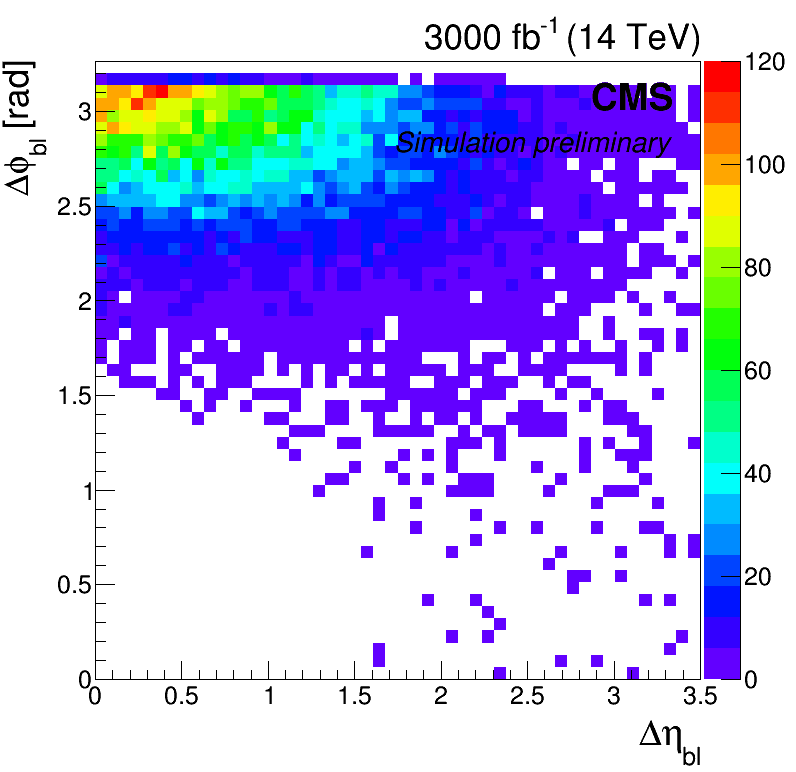 3000 fb-1 (14 TeV)
Δϕbl [rad]
CMS
Simulation preliminary
3
2.5
2
1.5
1
0.5
0
0 0.5 1 1.5 2 2.5 3 3.5
Δηbl
120
100
80
60
40
20
0